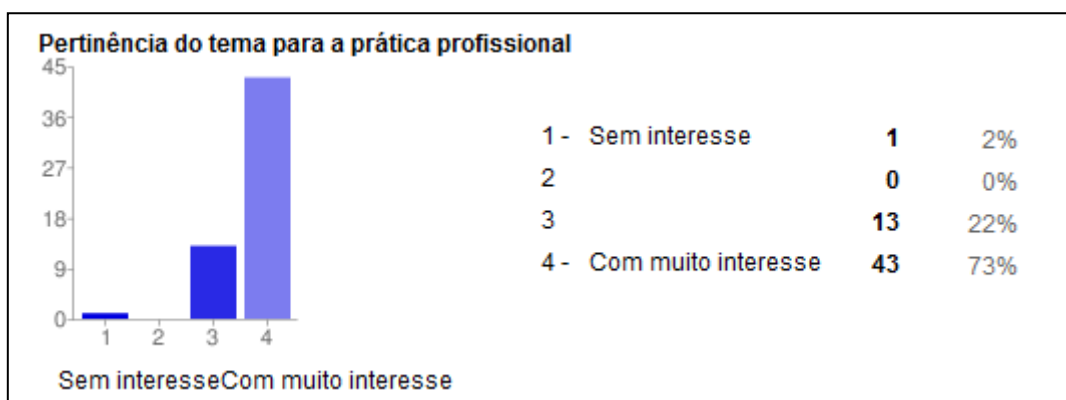 Pertinência do tema para a prática profissional
45
36
27
18
9
0
1 2 3 4
Sem interesseCom muito interesse
1 - Sem interesse 1 2%
2 0 0%
3 13 22%
4 - Com muito interesse 43 73%